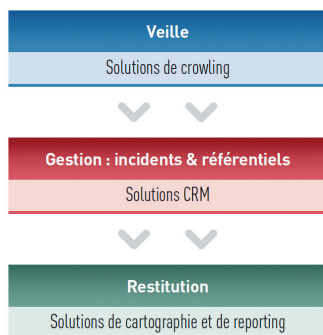 Veille
Solutions de crowling
Gestion : incidents & référentiels
Solutions CRM
Restitution
Solutions de cartographie et de reporting